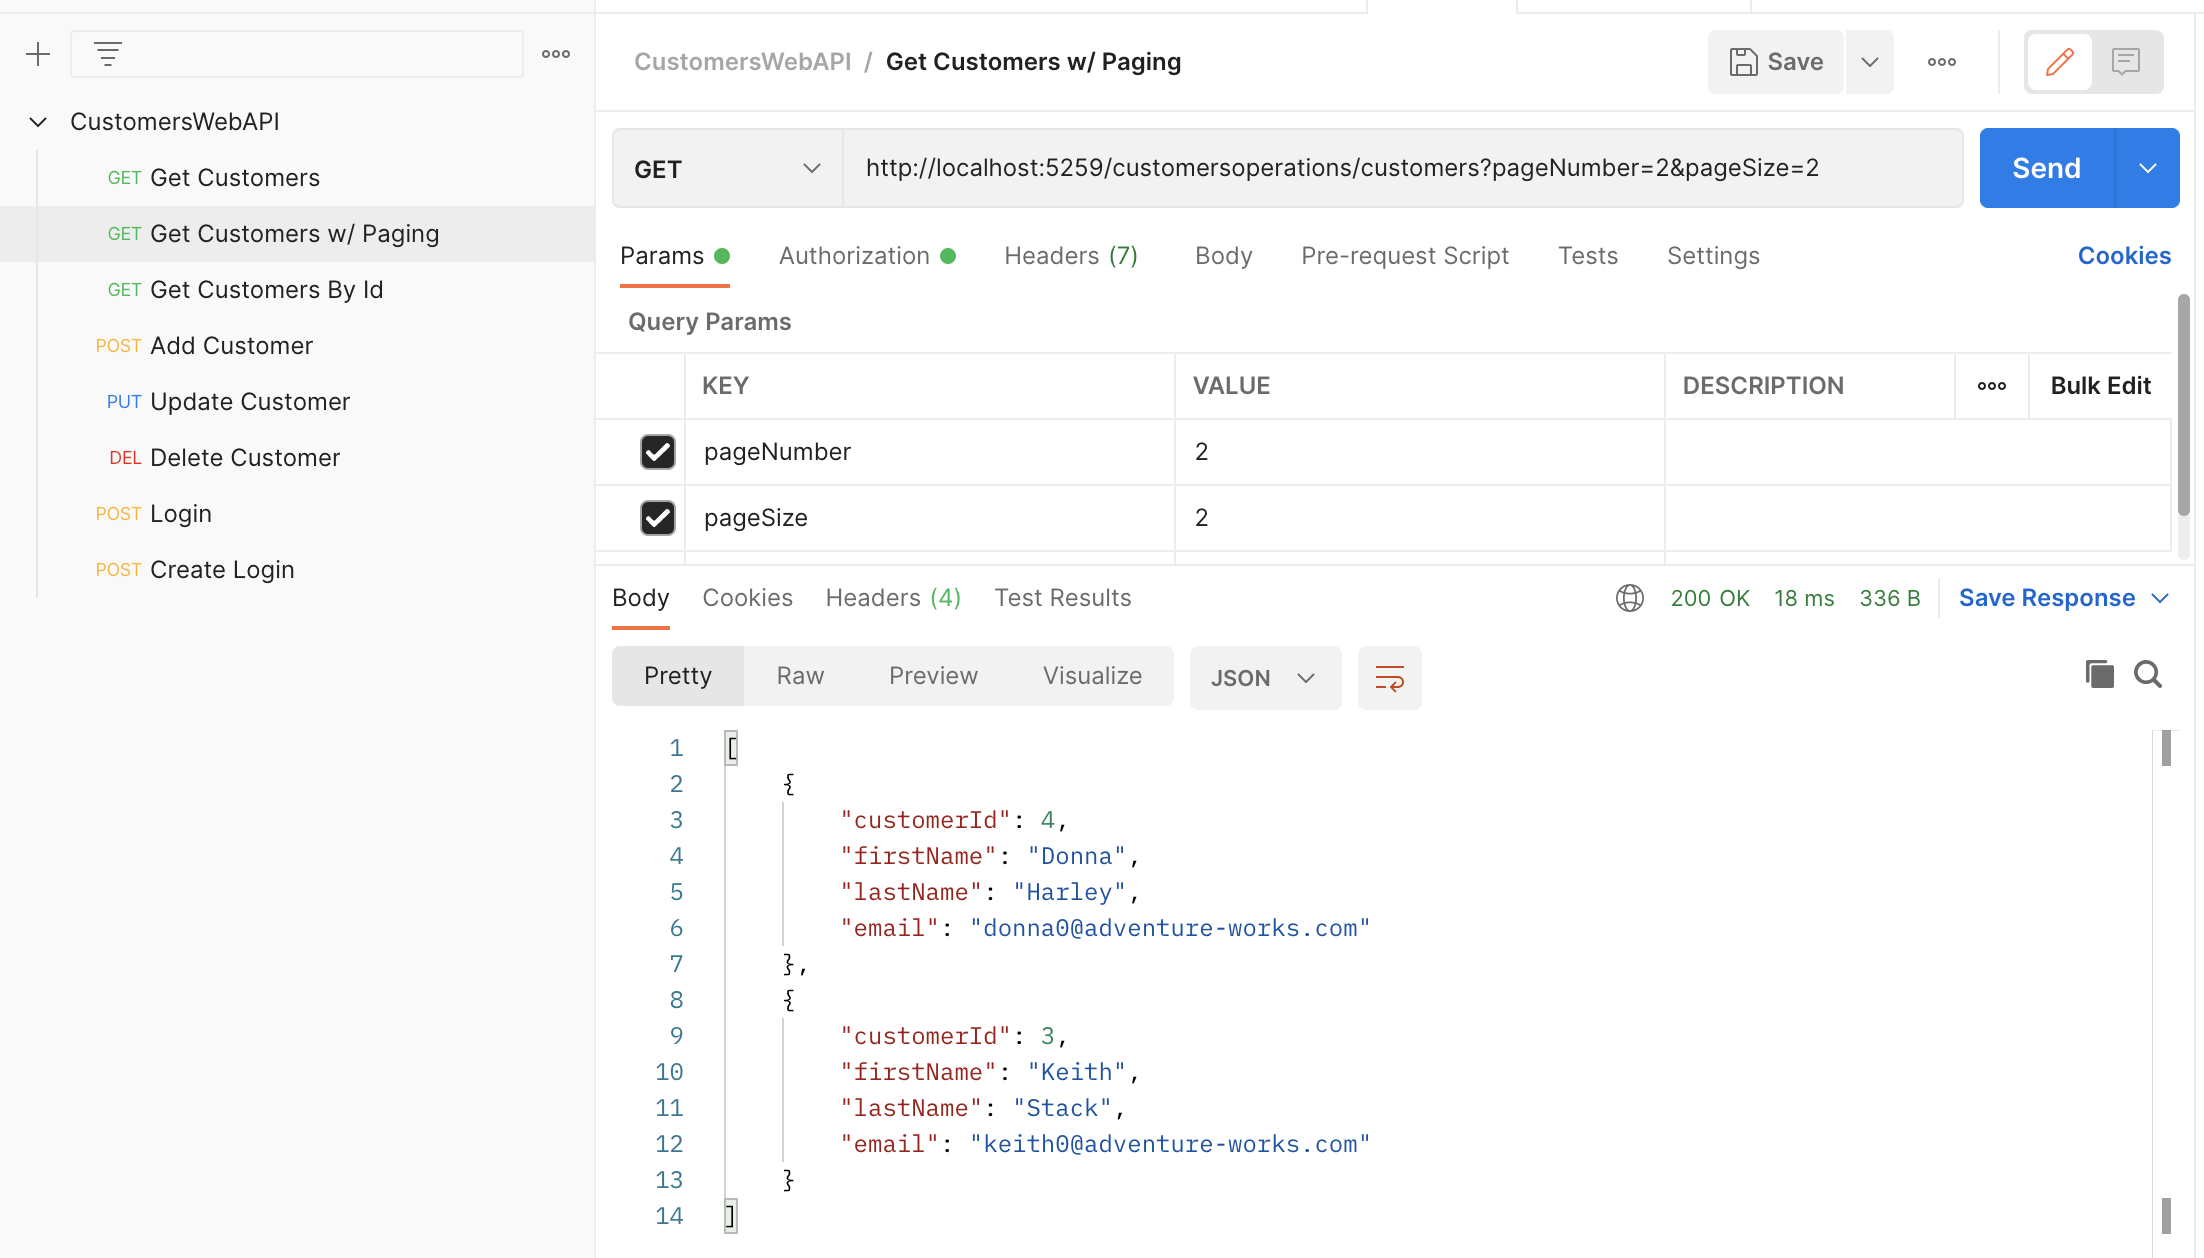 CustomersWebAPI
GET Get Customers
GET Get Customers w/ Paging
GET Get Customers By Id
POST Add Customer
PUT Update Customer
DEL Delete Customer
POST Login
POST Create Login
CustomersWebAPI / Get Customers w/ Paging
Save
GET http://localhost:5259/customersoperations/customers?pageNumber=2&pageSize=2 Send
Params Authorization Headers (7) Body Pre-request Script Tests Settings Cookies
Query Params
KEY VALUE DESCRIPTION Bulk Edit
pageNumber 2
pageSize 2
Body Cookies Headers (4) Test Results 200 OK 18 ms 336 B Save Response
Pretty Raw Preview Visualize JSON
1 [
2 {
3 "customerId": 4,
4 "firstName": "Donna",
5 "lastName": "Harley",
6 "email": "donna0@adventure-works.com"
7 },
8 {
9 "customerId": 3,
10 "firstName": "Keith",
11 "lastName": "Stack",
12 "email": "keith0@adventure-works.com"
13 }
14 ]